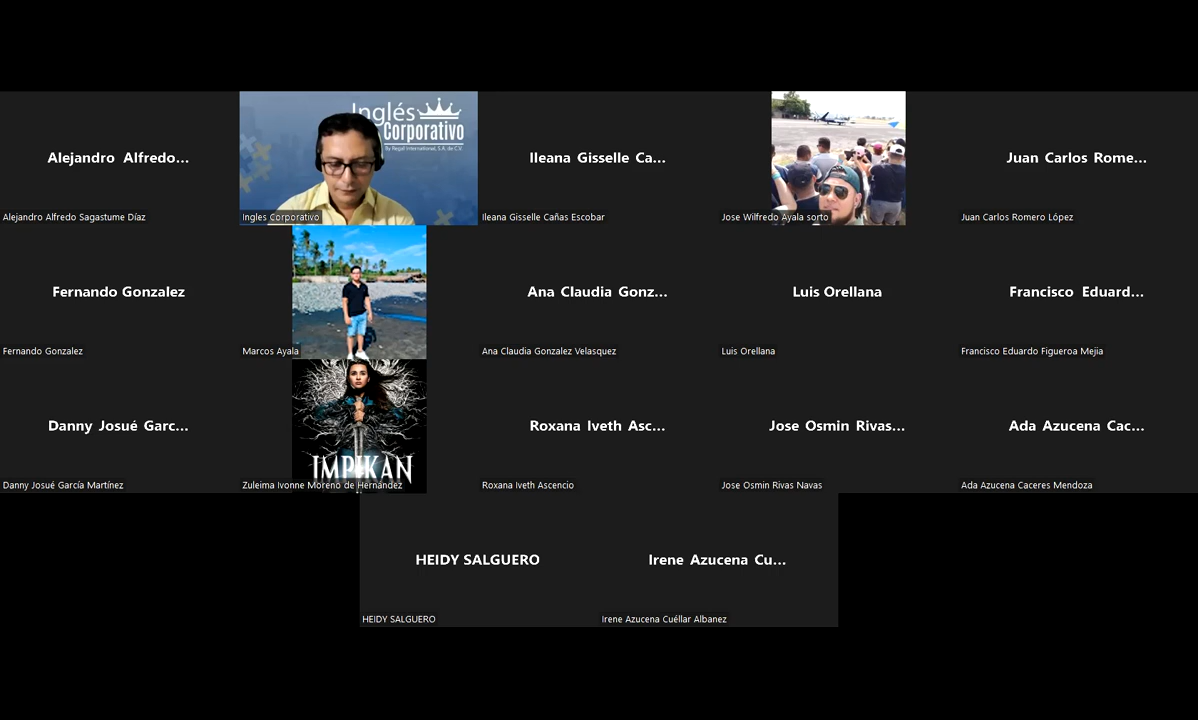 Alejandro Alfredo...
Alejandro Alfredo Sagastume Díaz
Inglés
Corporativo
By Regall International, S.A. de C.V.
Ingles Corporativo
Ileana Gisselle Ca...
Ileana Gisselle Cañas Escobar
Jose Wilfredo Ayala sorto
Juan Carlos Rome...
Juan Carlos Romero López
Fernando Gonzalez
Fernando Gonzalez
Marcos Ayala
Ana Claudia Gonz...
Ana Claudia Gonzalez Velasquez
Luis Orellana
Luis Orellana
Francisco Eduard...
Francisco Eduardo Figueroa Mejia
Danny Josué Garc...
Danny Josué García Martínez
IMPIKAN
Zuleima Ivonne Moreno de Hernández
Roxana Iveth Asc...
Roxana Iveth Ascencio
Jose Osmin Rivas...
Jose Osmin Rivas Navas
Ada Azucena Cac...
Ada Azucena Caceres Mendoza
HEIDY SALGUERO
HEIDY SALGUERO
Irene Azucena Cu...
Irene Azucena Cuéllar Albanez